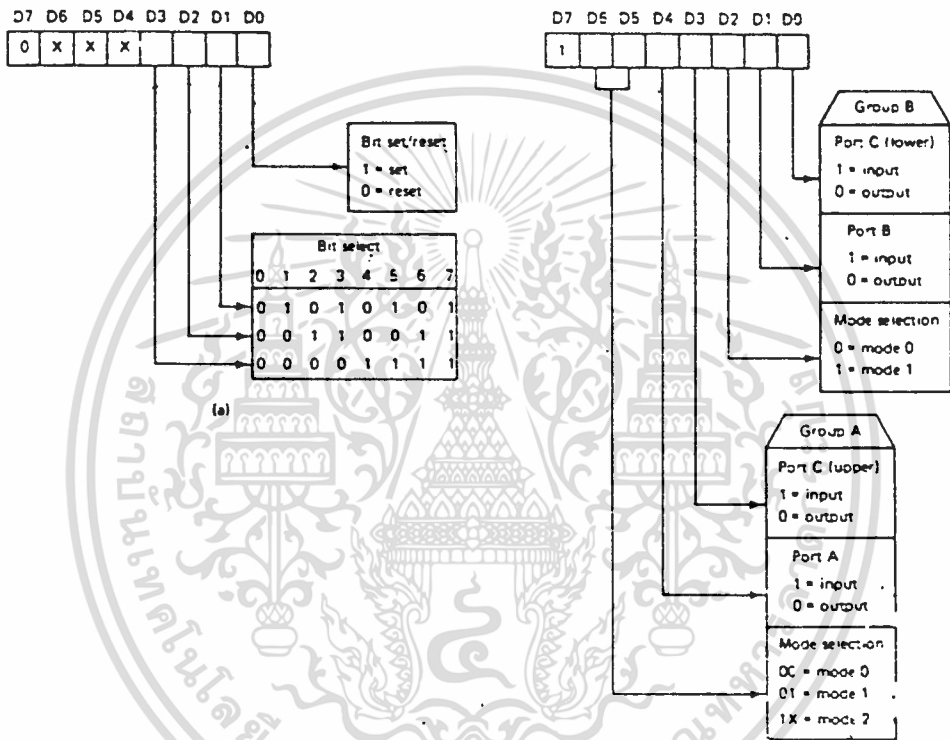 D7 D6 D5 D4 D3 D2 D1 D0
0 X X X
Bit set/reset
1 = set
0 = reset
Bit select
0 1 2 3 4 5 6 7
0 1 0 1 0 1 0 1
0 0 1 1 0 0 1 1
0 0 0 0 1 1 1 1
(a)
D7 D6 D5 D4 D3 D2 D1 D0
1
Group B
Port C (lower)
1 = input
0 = output
Port B
1 = input
0 = output
Mode selection
0 = mode 0
1 = mode 1
Group A
Port C (upper)
1 = input
0 = output
Port A
1 = input
0 = output
Mode selection
00 = mode 0
01 = mode 1
1X = mode 2